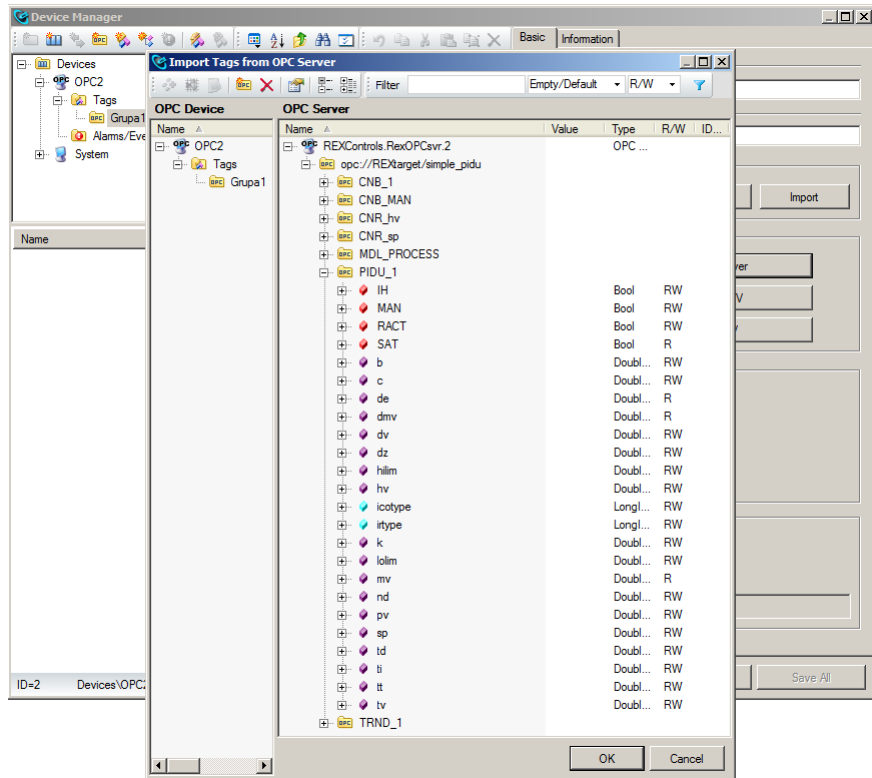 Device Manager
Basic Information
Devices
OPC2
Tags
Grupa1
Alarms/Eve
System
Name
Import
ver
V
ID=2 Devices\OPC2
Save All
Import Tags from OPC Server
Filter Empty/Default R/W
OPC Device OPC Server
Name Name Value Type R/W ID...
OPC2 REXControls.RexOPCsvr.2 OPC ...
Tags opc://REXtarget/simple_pidu
Grupa1 CNB_1
CNB_MAN
CNR_hv
CNR_sp
MDL_PROCESS
PIDU_1
IH Bool RW
MAN Bool RW
RACT Bool RW
SAT Bool R
b Doubl... RW
c Doubl... RW
de Doubl... R
dmv Doubl... R
dv Doubl... RW
dz Doubl... RW
hilim Doubl... RW
hv Doubl... RW
icotype LongI... RW
irtype LongI... RW
k Doubl... RW
lolim Doubl... RW
mv Doubl... R
nd Doubl... RW
pv Doubl... RW
sp Doubl... RW
td Doubl... RW
ti Doubl... RW
tt Doubl... RW
tv Doubl... RW
TRND_1
OK Cancel